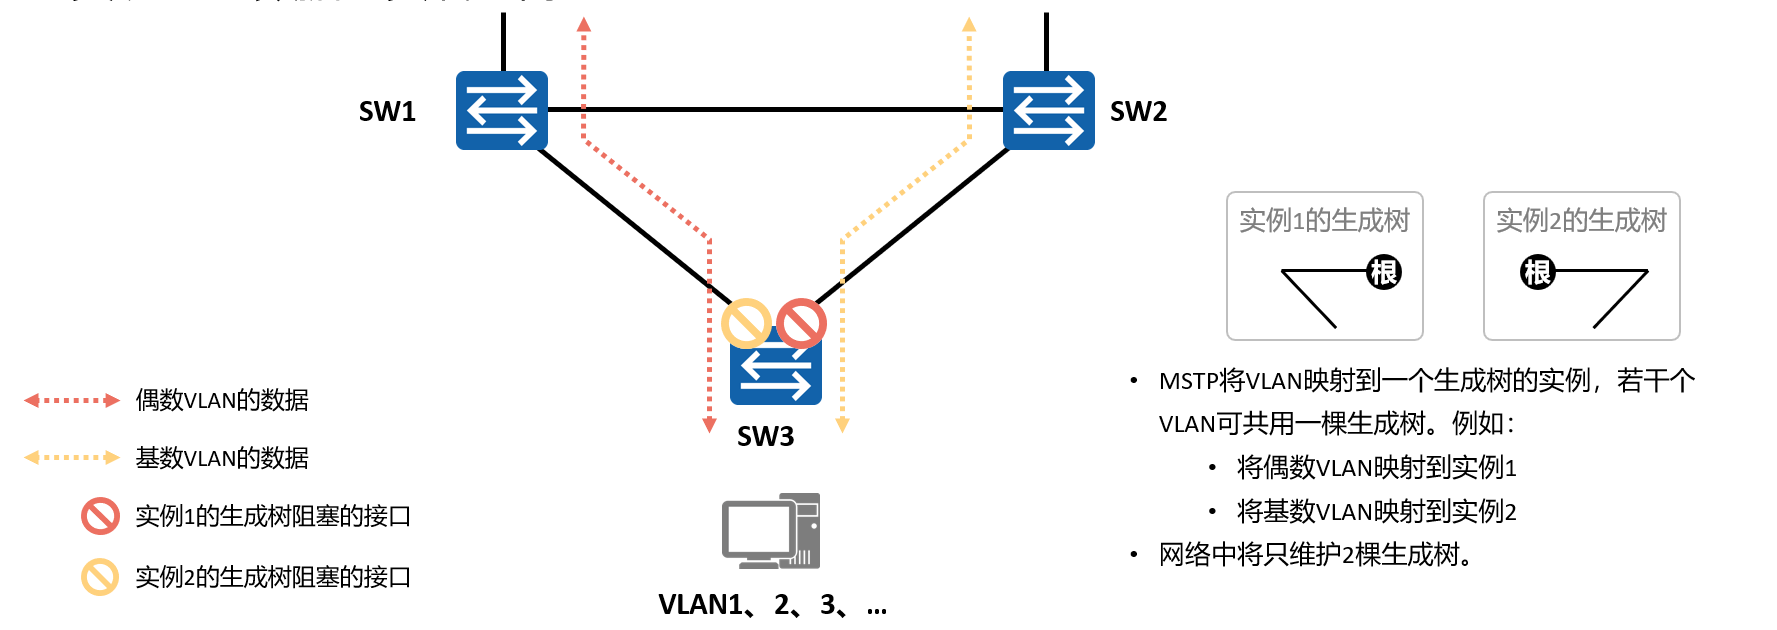 SW1
SW2
实例1的生成树
实例2的生成树
根
根
SW3
偶数VLAN的数据
基数VLAN的数据
实例1的生成树阻塞的接口
实例2的生成树阻塞的接口
VLAN1、2、3、...
• MSTP将VLAN映射到一个生成树的实例，若干个
VLAN可共用一棵生成树。例如：
• 将偶数VLAN映射到实例1
• 将基数VLAN映射到实例2
• 网络中将只维护2棵生成树。